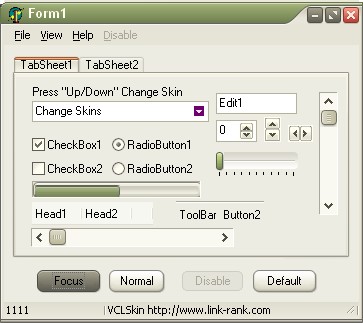 Form1
File View Help Disable
TabSheet1 TabSheet2
Press "Up/Down" Change Skin
Change Skins
Edit1
0
CheckBox1 RadioButton1
CheckBox2 RadioButton2
Head1 Head2 ToolBar Button2
Focus Normal Disable Default
1111 VCLSkin http://www.link-rank.com